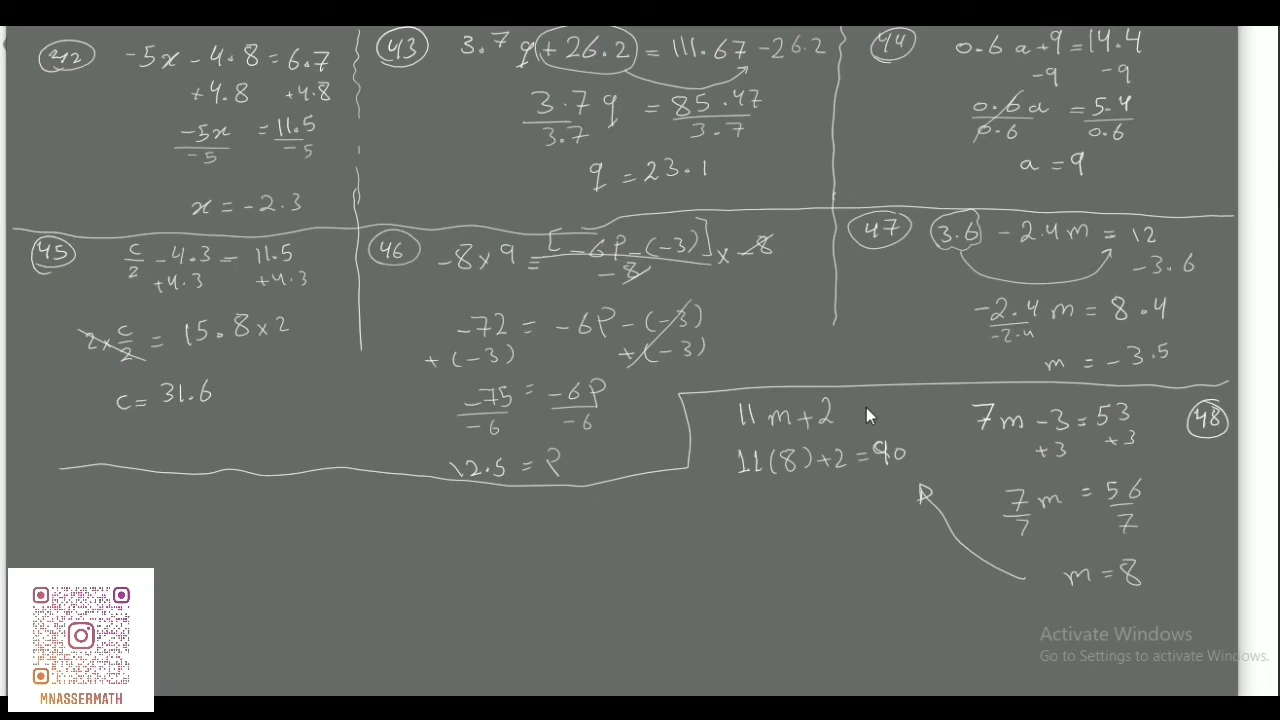 42
-5x - 4.8 = 6.7
+4.8 +4.8
-5x/-5 = 11.5/-5
x = -2.3
43
3.7 q + 26.2 = 111.67 - 26.2
3.7 q/3.7 = 85.47/3.7
q = 23.1
44
0.6 a + 9 = 14.4
-9 -9
0.6 a/0.6 = 5.4/0.6
a = 9
45
c/2 - 4.3 = 11.5
+4.3 +4.3
2 × c/2 = 15.8 × 2
c = 31.6
46
-8 × 9 = [-6P - (-3)]/-8 × -8
-72 = -6P - (-3)
+ (-3) + (-3)
-75/-6 = -6P/-6
12.5 = P
47
3.6 - 2.4 m = 12
-3.6
-2.4 m/-2.4 = 8.4
m = -3.5
48
7m - 3 = 53
+3 +3
7m/7 = 56/7
m = 8
11 m + 2
11(8) + 2 = 90
Activate Windows
Go to Settings to activate Windows.
MNASSERMATH